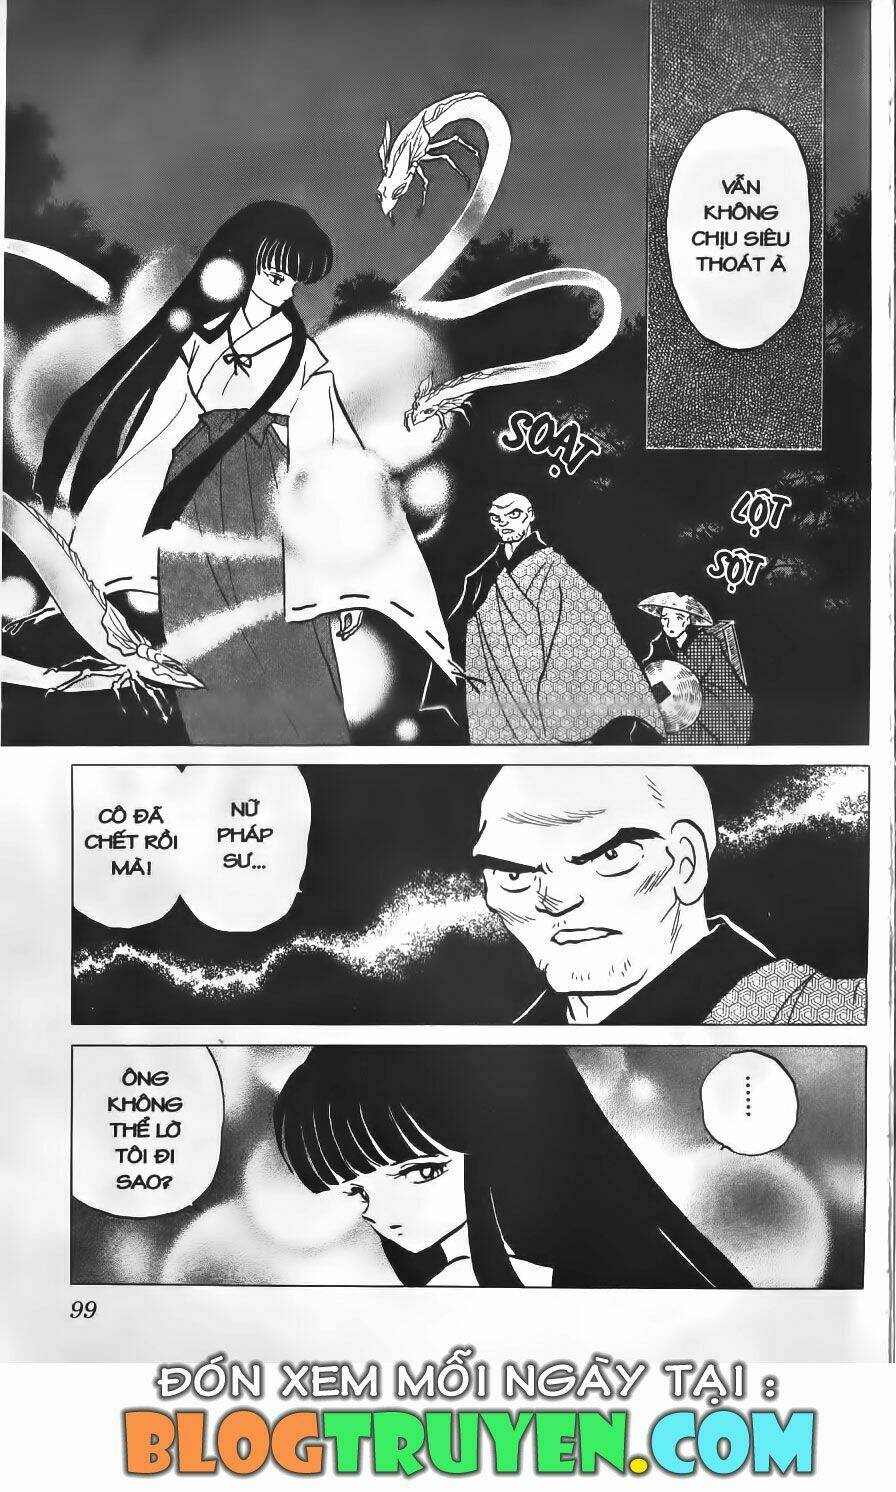 VẪN
KHÔNG
CHỊU SIÊU
THOÁT À
SOẠT
LỘT
SỘT
NỮ
PHÁP
SƯ...
CÔ ĐÃ
CHẾT RỒI
MÀ!
......
ÔNG
KHÔNG
THỂ LỜ
TÔI ĐI
SAO?
99
ĐÓN XEM MỖI NGÀY TẠI :
BLOGTRUYEN.COM